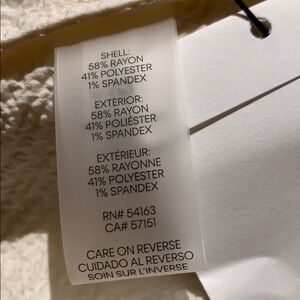 SHELL:
58% RAYON
41% POLYESTER
1% SPANDEX
EXTERIOR:
58% RAYON
41% POLIÉSTER
1% SPANDEX
EXTÉRIEUR:
58% RAYONNE
41% POLYESTER
1% SPANDEX
RN# 54163
CA# 57151
CARE ON REVERSE
CUIDADO AL REVERSO
SOIN SUR L'INVERSE